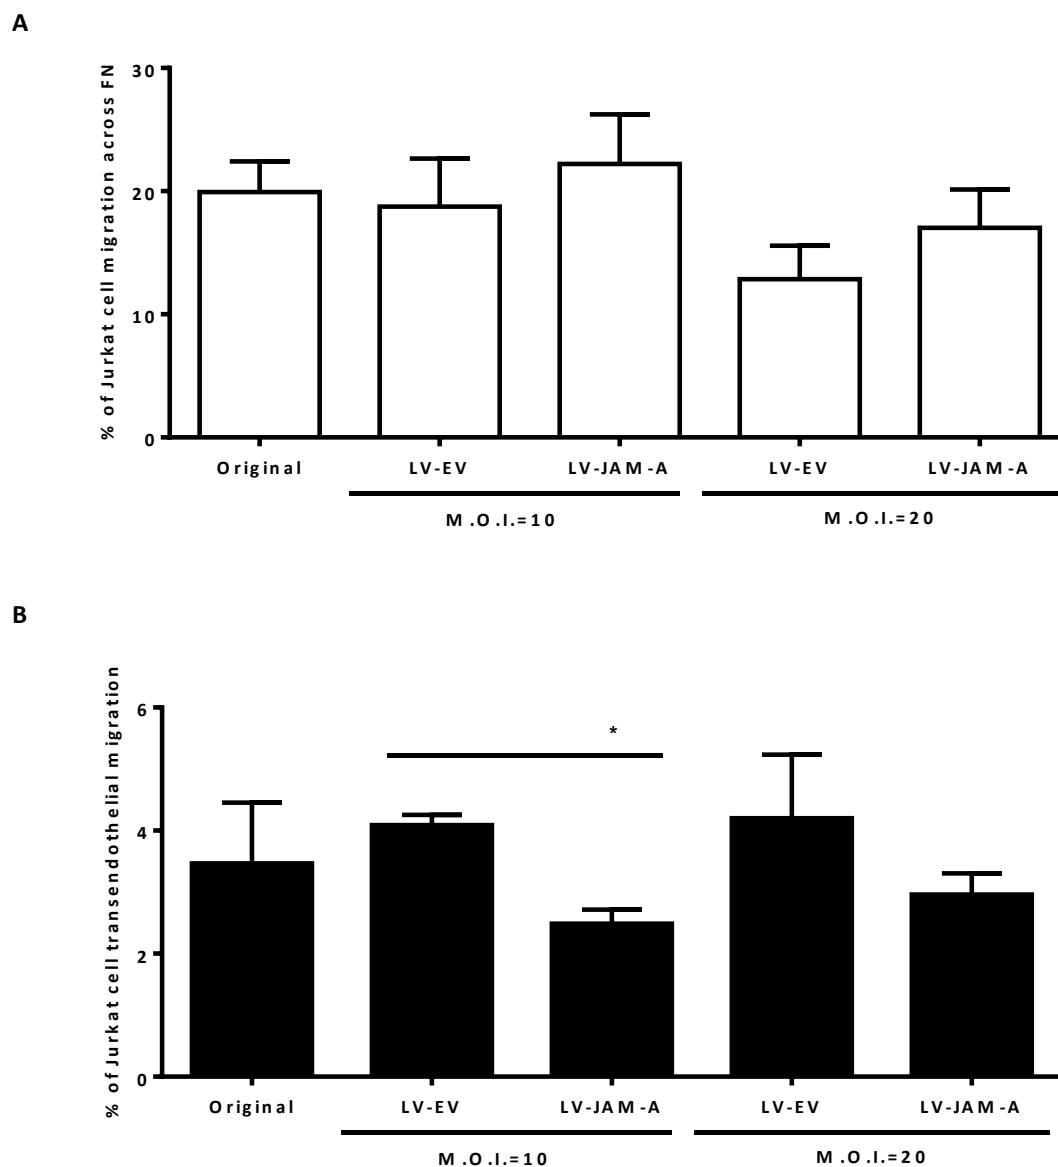 A
% of Jurkat cell migration across FN
30
20
10
0
Original LV-EV LV-JAM-A LV-EV LV-JAM-A
M.O.I.=10 M.O.I.=20
B
% of Jurkat cell transendothelial migration
6
*
4
2
0
Original LV-EV LV-JAM-A LV-EV LV-JAM-A
M.O.I.=10 M.O.I.=20